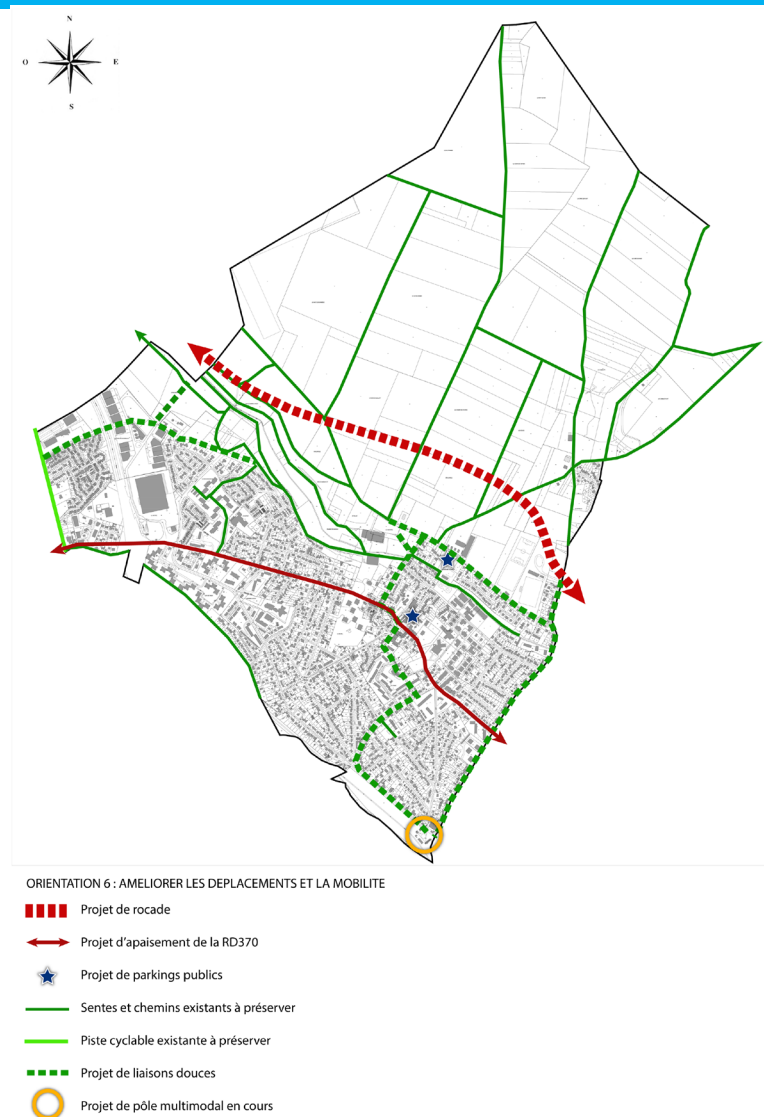 N
O
E
S
ORIENTATION 6 : AMELIORER LES DEPLACEMENTS ET LA MOBILITE
Projet de rocade
Projet d'apaisement de la RD370
Projet de parkings publics
Sentes et chemins existants à préserver
Piste cyclable existante à préserver
Projet de liaisons douces
Projet de pôle multimodal en cours